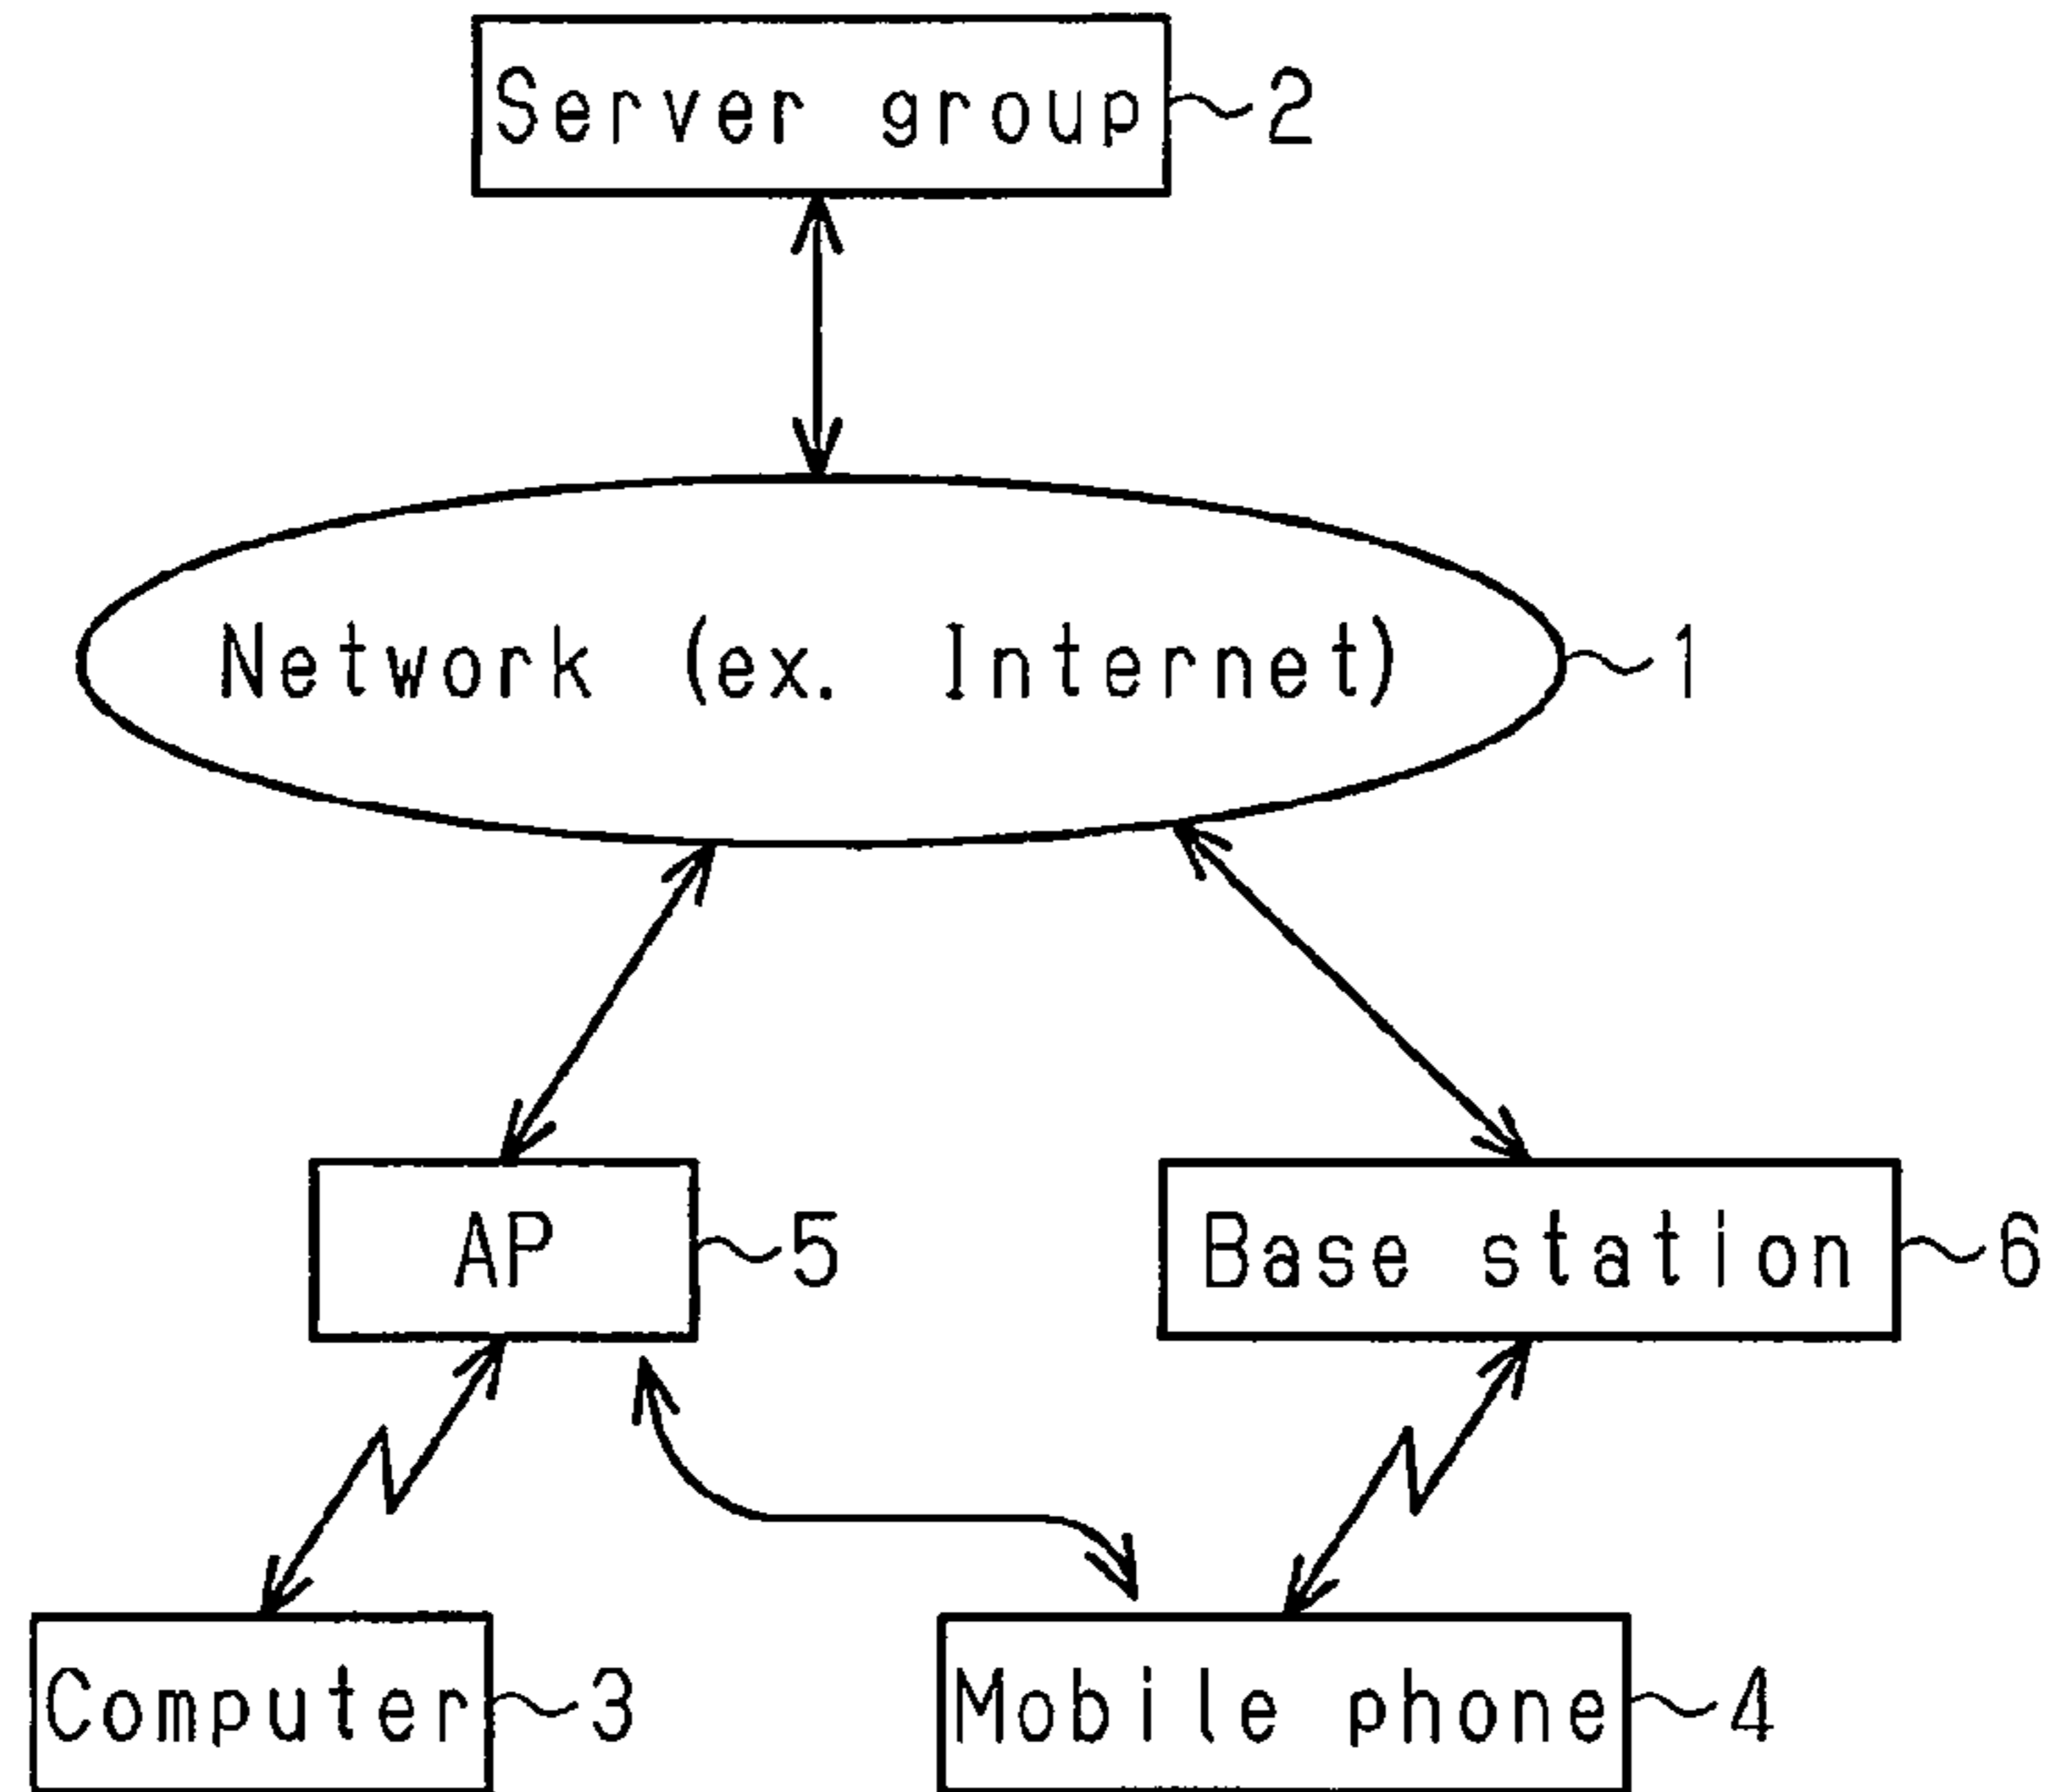 Server group 2
Network (ex. Internet) 1
AP 5
Base station 6
Computer 3
Mobile phone 4